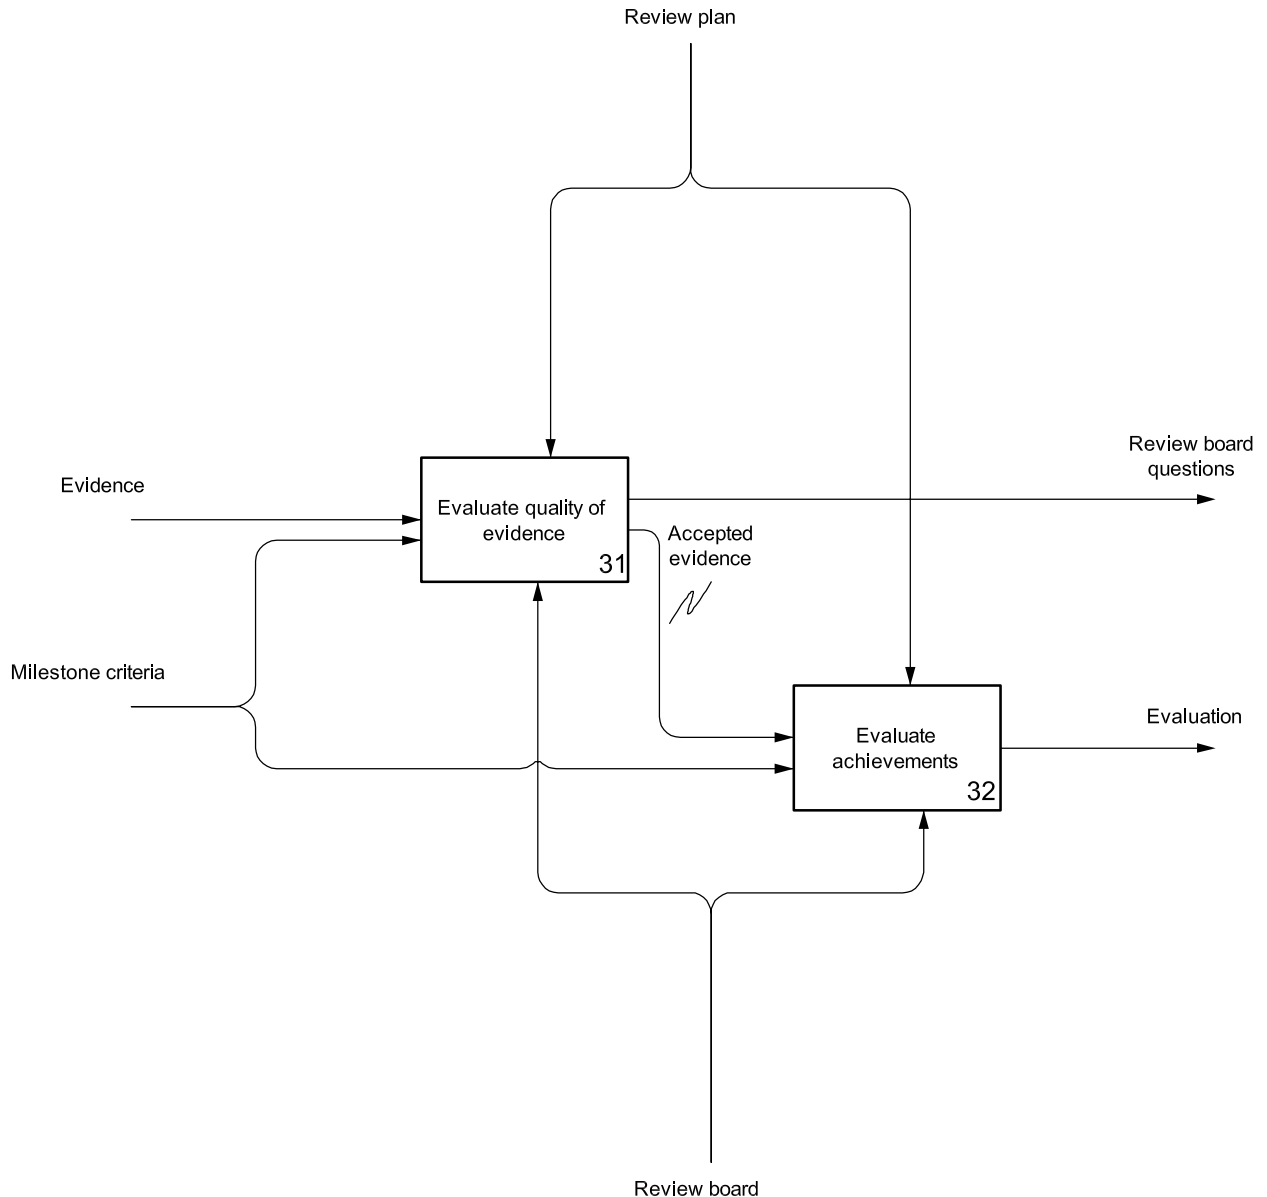 Review plan
Review board
questions
Evidence
Evaluate quality of
evidence
31
Accepted
evidence
Milestone criteria
Evaluation
Evaluate
achievements
32
Review board